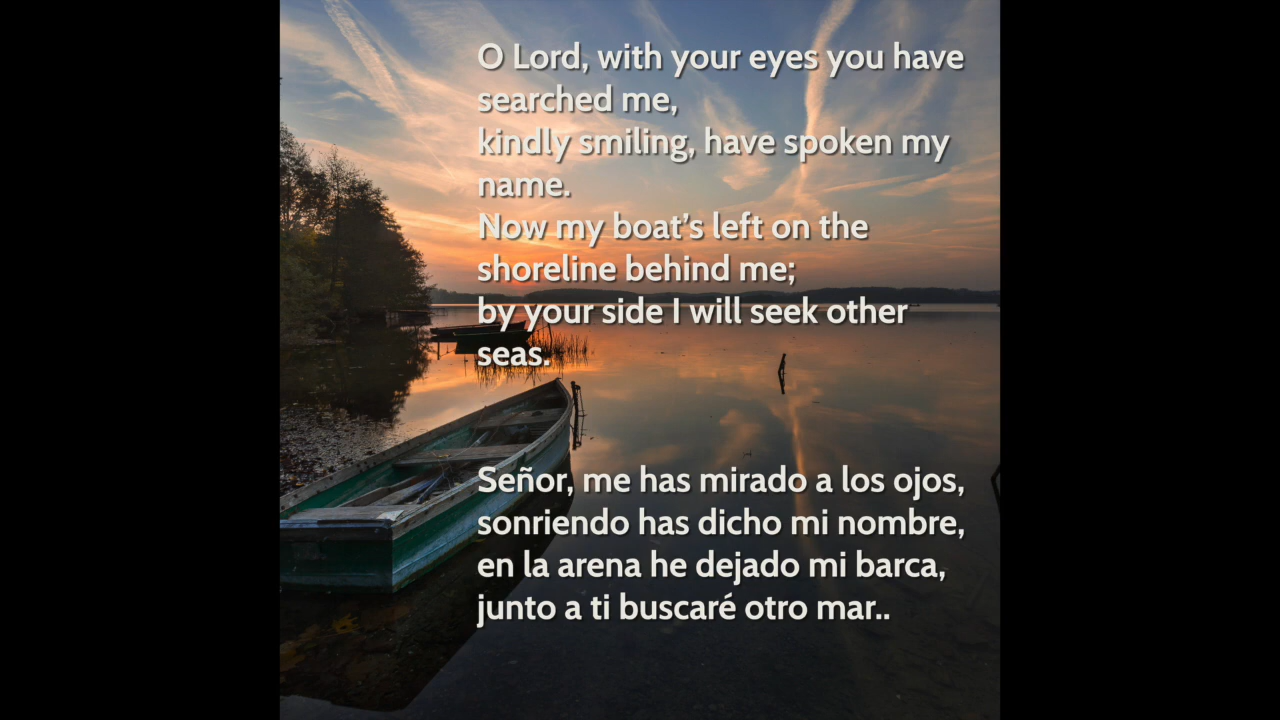 O Lord, with your eyes you have
searched me,
kindly smiling, have spoken my
name.
Now my boat’s left on the
shoreline behind me;
by your side I will seek other
seas.
Señor, me has mirado a los ojos,
sonriendo has dicho mi nombre,
en la arena he dejado mi barca,
junto a ti buscaré otro mar..